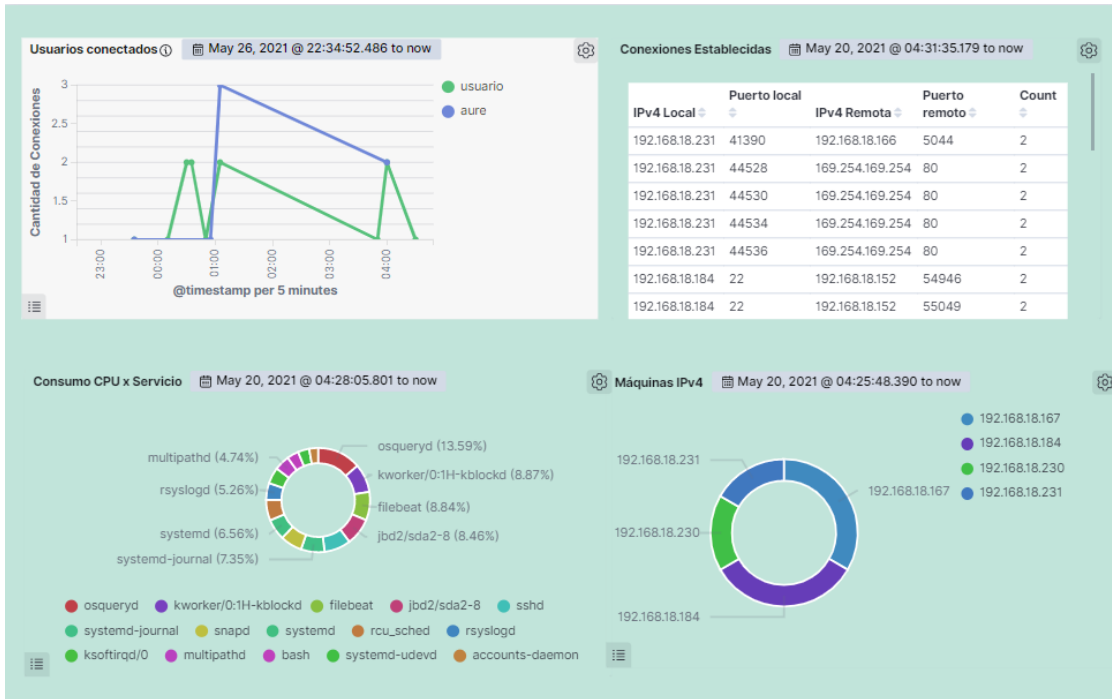 Usuarios conectados May 26, 2021 @ 22:34:52.486 to now
Cantidad de Conexiones
3
2.5
2
1.5
1
23:00 00:00 01:00 02:00 03:00 04:00
@timestamp per 5 minutes
usuario
aure
Conexiones Establecidas May 20, 2021 @ 04:31:35.179 to now
IPv4 Local Puerto local IPv4 Remota Puerto remoto Count
192.168.18.231 41390 192.168.18.166 5044 2
192.168.18.231 44528 169.254.169.254 80 2
192.168.18.231 44530 169.254.169.254 80 2
192.168.18.231 44534 169.254.169.254 80 2
192.168.18.231 44536 169.254.169.254 80 2
192.168.18.184 22 192.168.18.152 54946 2
192.168.18.184 22 192.168.18.152 55049 2
Consumo CPU x Servicio May 20, 2021 @ 04:28:05.801 to now
osqueryd (13.59%)
kworker/0:1H-kblockd (8.87%)
filebeat (8.84%)
jbd2/sda2-8 (8.46%)
multipathd (4.74%)
rsyslogd (5.26%)
systemd (6.56%)
systemd-journal (7.35%)
osqueryd kworker/0:1H-kblockd filebeat jbd2/sda2-8 sshd
systemd-journal snapd systemd rcu_sched rsyslogd
ksoftirqd/0 multipathd bash systemd-udevd accounts-daemon
Máquinas IPv4 May 20, 2021 @ 04:25:48.390 to now
192.168.18.231
192.168.18.230
192.168.18.184
192.168.18.167
192.168.18.167
192.168.18.184
192.168.18.230
192.168.18.231